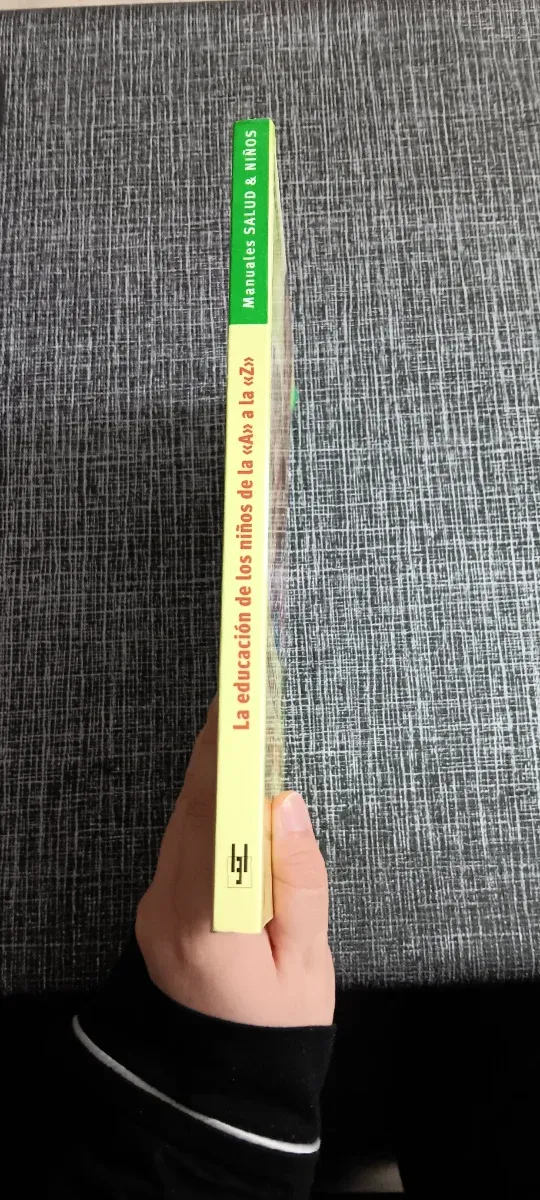 La educación de los niños de la «A» a la «Z»
Manuales SALUD & NIÑOS